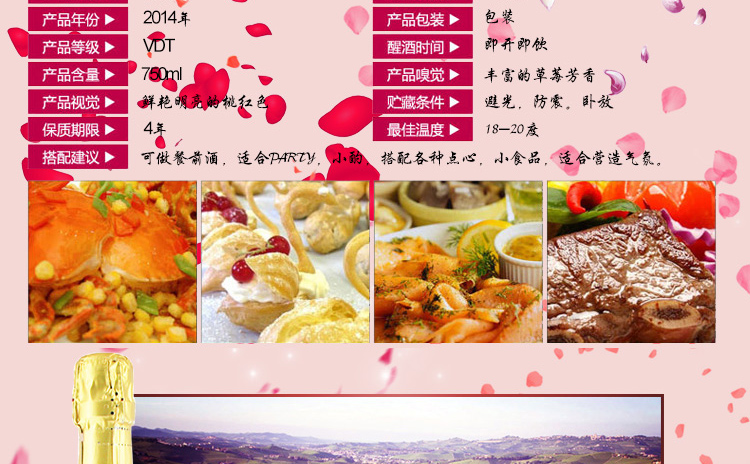 产品年份 2014年 产品包装 包装
产品等级 VDT 醒酒时间 即开即饮
产品含量 750ml 产品嗅觉 丰富的草莓芳香
产品视觉 鲜艳明亮的桃红色 贮藏条件 避光，防震。卧放
保质期限 4年 最佳温度 18—20度
搭配建议 可做餐前酒，适合PARTY，小酌，搭配各种点心，小食品，适合营造气氛。